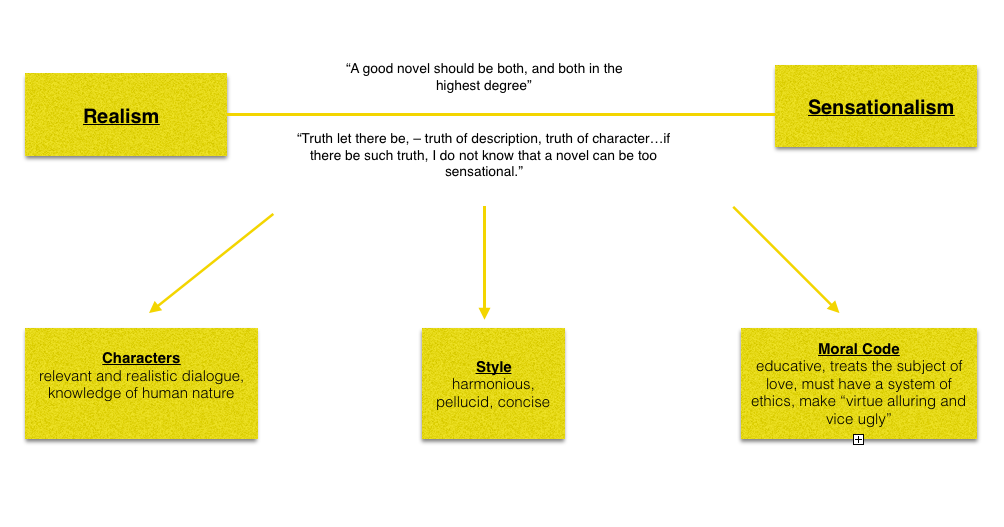 “A good novel should be both, and both in the
highest degree”
Realism
Sensationalism
“Truth let there be, – truth of description, truth of character…if
there be such truth, I do not know that a novel can be too
sensational.”
Characters
relevant and realistic dialogue,
knowledge of human nature
Style
harmonious,
pellucid, concise
Moral Code
educative, treats the subject of
love, must have a system of
ethics, make “virtue alluring and
vice ugly”